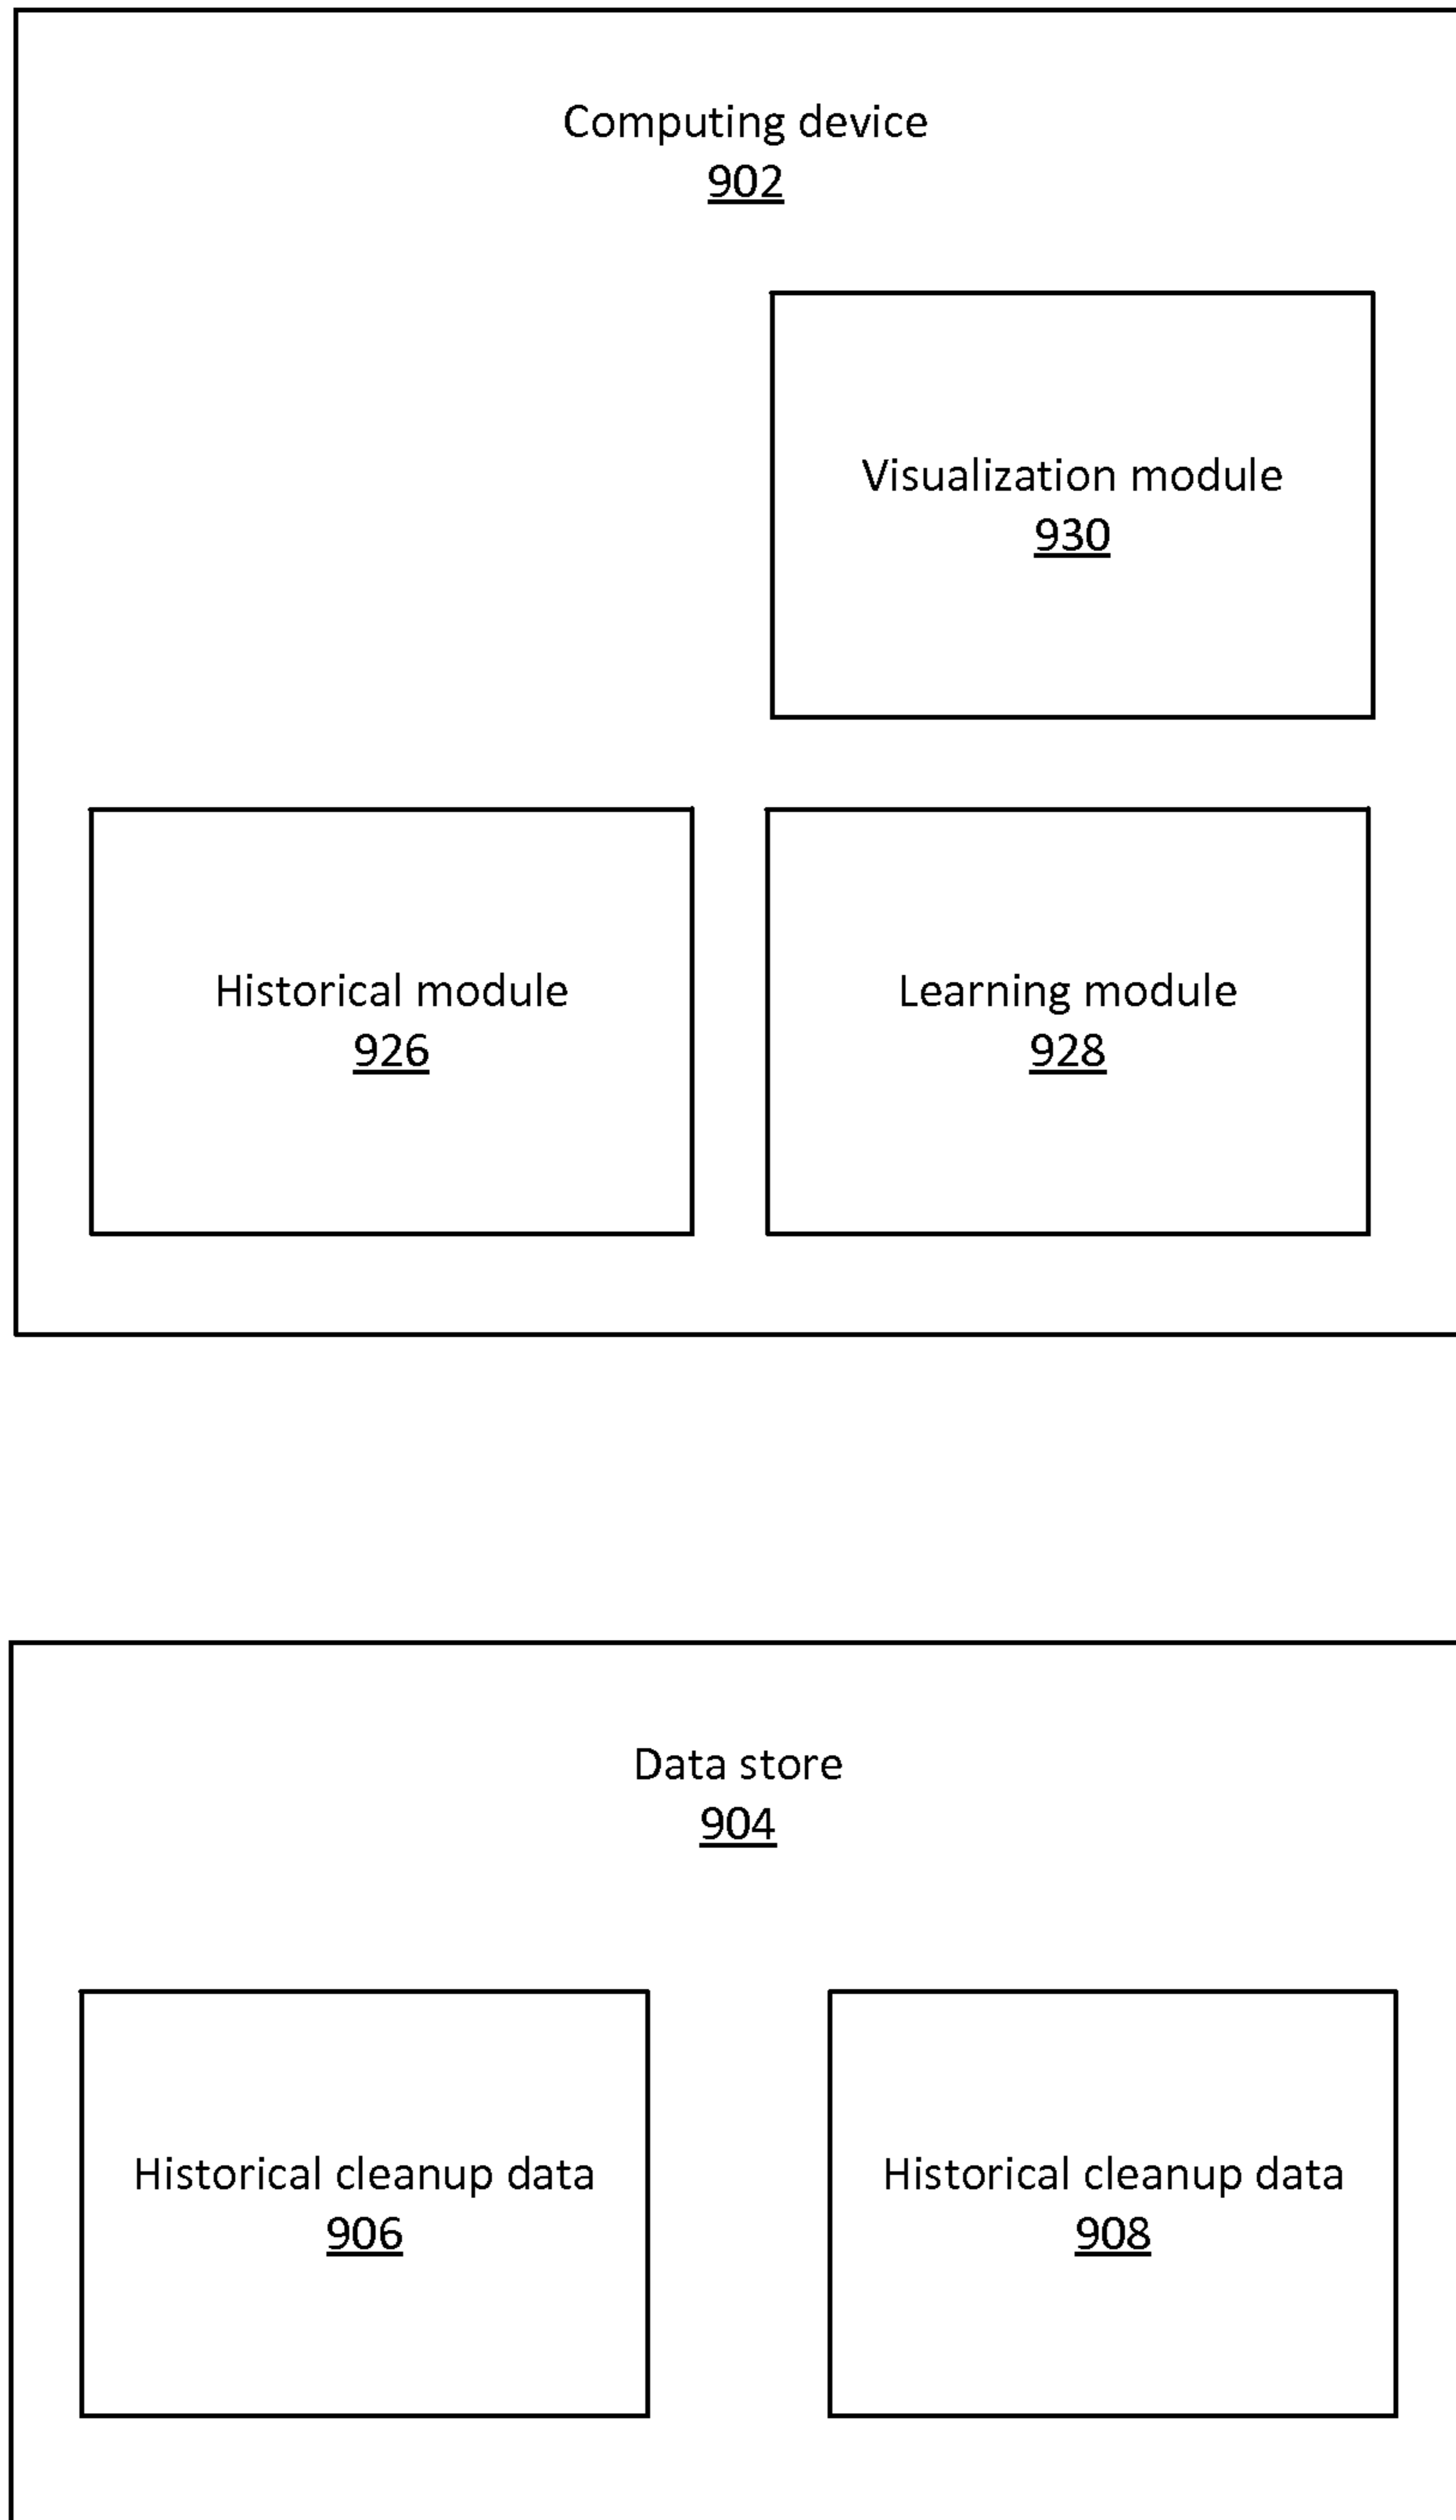 Computing device
902
Visualization module
930
Historical module
926
Learning module
928
Data store
904
Historical cleanup data
906
Historical cleanup data
908